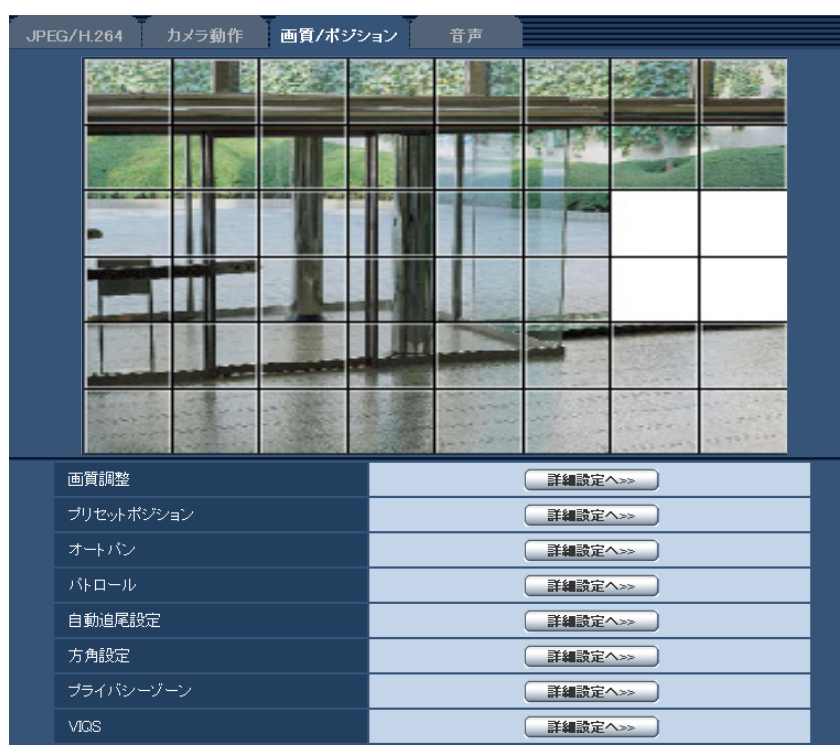 JPEG/H.264 カメラ動作 画質/ポジション 音声
画質調整 詳細設定へ>>
プリセットポジション 詳細設定へ>>
オートパン 詳細設定へ>>
パトロール 詳細設定へ>>
自動追尾設定 詳細設定へ>>
方角設定 詳細設定へ>>
プライバシーゾーン 詳細設定へ>>
VIQS 詳細設定へ>>